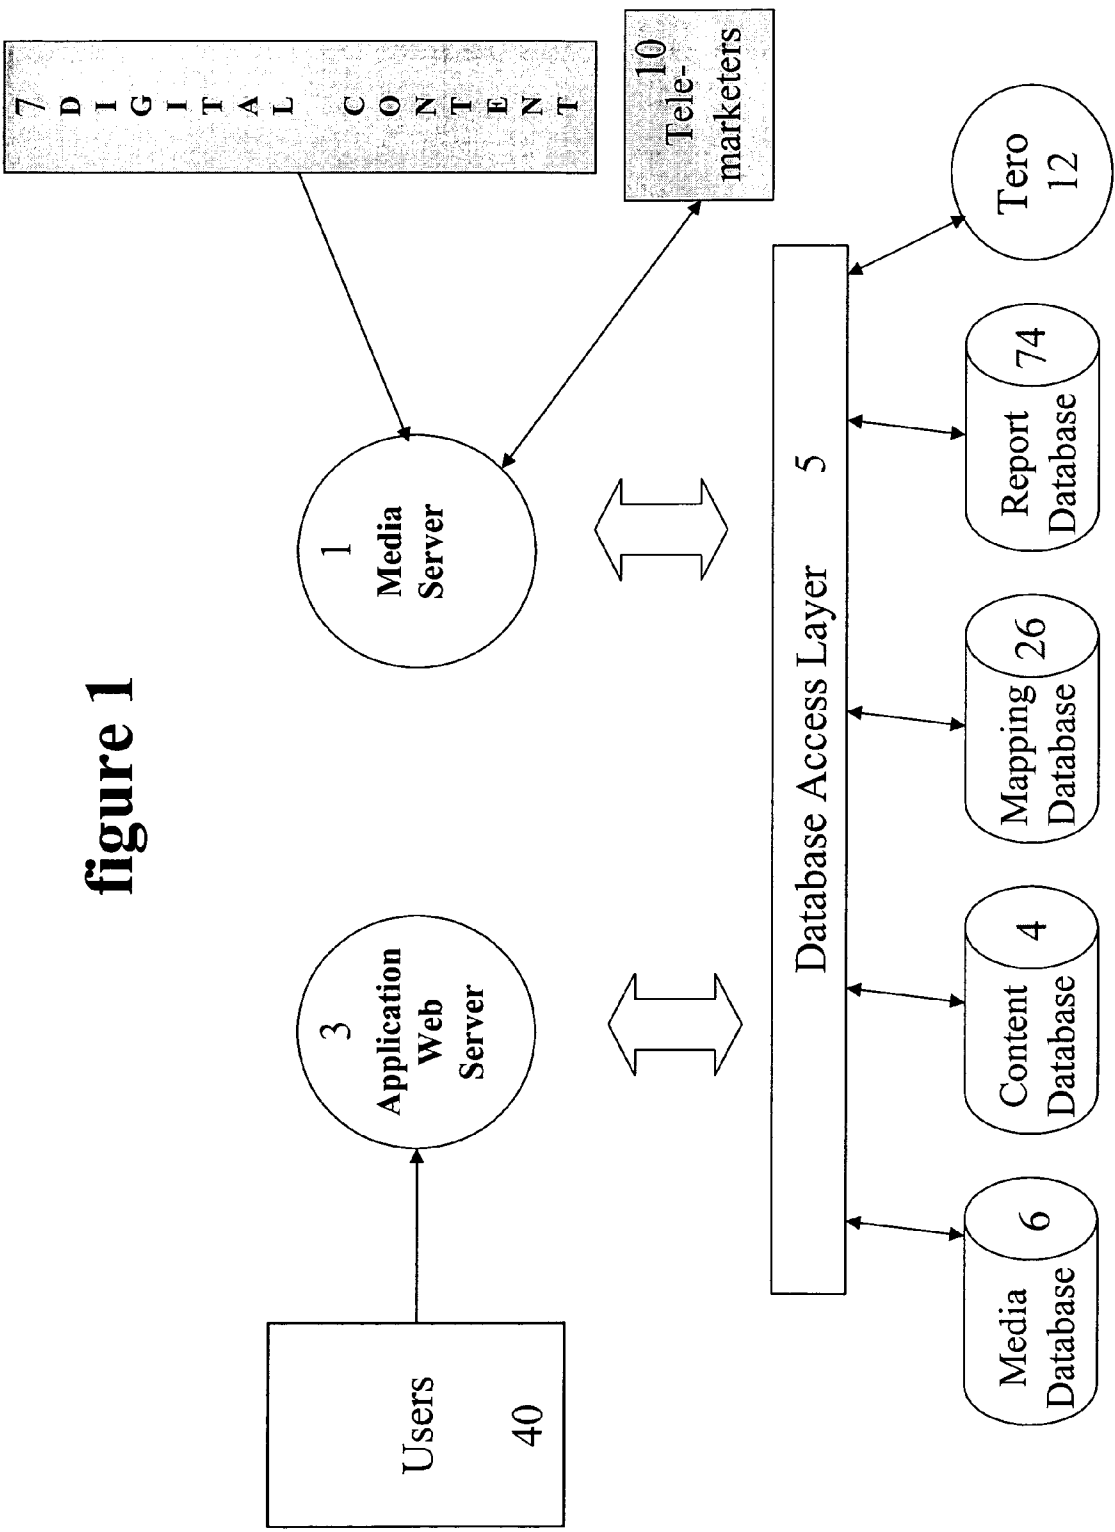 figure 1
7
DIGITAL CONTENT
Users
40
3
Application
Web
Server
1
Media
Server
10
Tele-
marketers
Database Access Layer 5
Media
Database
6
Content
Database
4
Mapping
Database
26
Report
Database
74
Tero
12